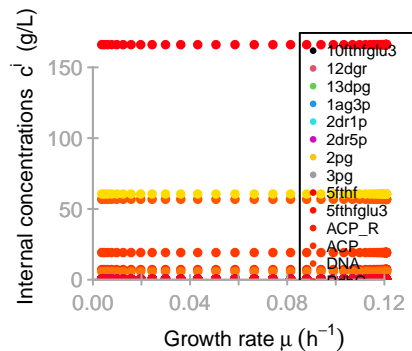 Internal concentrations cⁱ (g/L)
150
100
50
0
0.00
0.04
0.08
0.12
Growth rate μ (h⁻¹)
10fthfglu3
12dgr
13dpg
1ag3p
2dr1p
2dr5p
2pg
3pg
5fthf
5fthfglu3
ACP_R
ACP
DNA